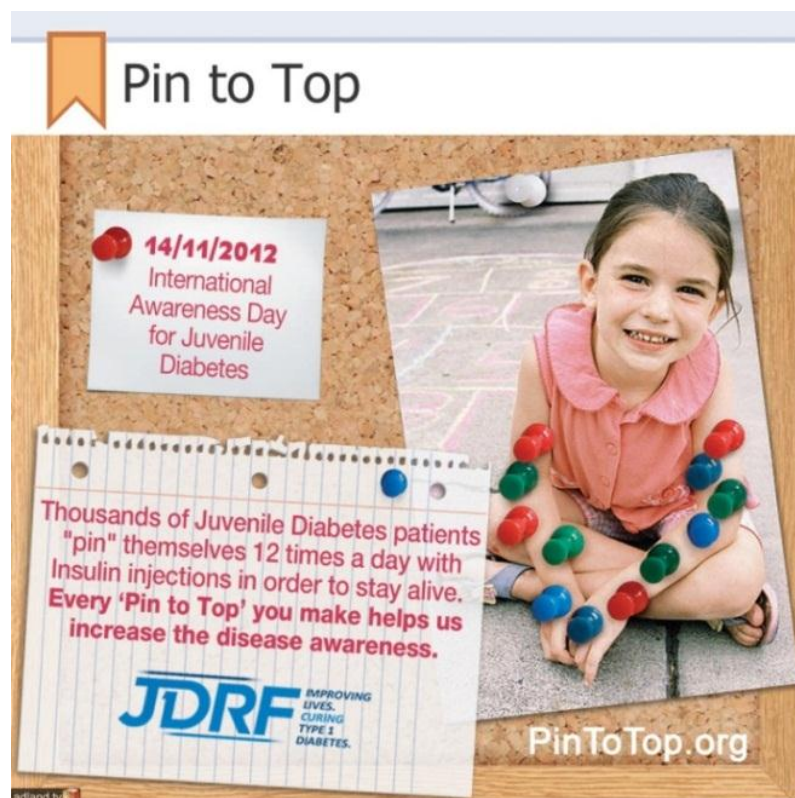 Pin to Top
14/11/2012
International
Awareness Day
for Juvenile
Diabetes
Thousands of Juvenile Diabetes patients
"pin" themselves 12 times a day with
Insulin injections in order to stay alive.
Every 'Pin to Top' you make helps us
increase the disease awareness.
JDRF
IMPROVING
LIVES.
CURING
TYPE 1
DIABETES.
PinToTop.org
adland.tv